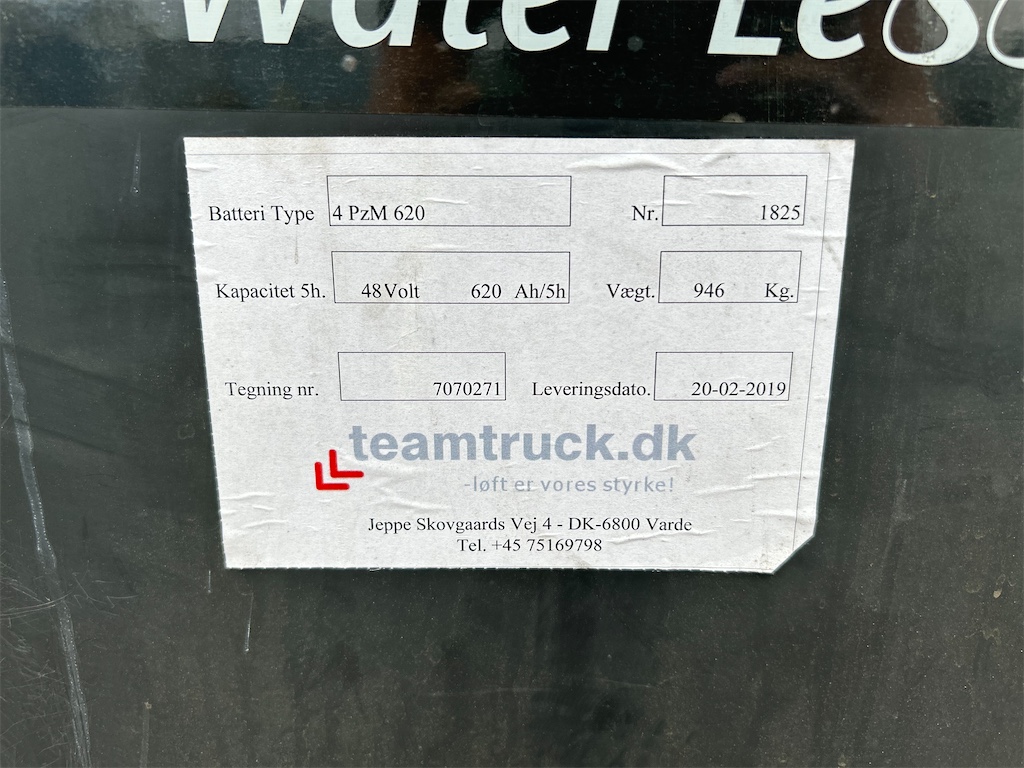 Water Less
Batteri Type 4 PzM 620 Nr. 1825
Kapacitet 5h. 48Volt 620 Ah/5h Vægt. 946 Kg.
Tegning nr. 7070271 Leveringsdato. 20-02-2019
teamtruck.dk
-løft er vores styrke!
Jeppe Skovgaards Vej 4 - DK-6800 Varde
Tel. +45 75169798